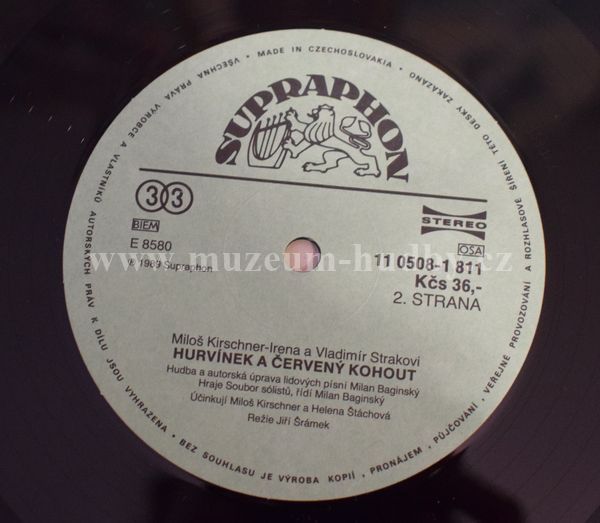 • MADE IN CZECHOSLOVAKIA •
VŠECHNA PRÁVA VÝROBCE A VLASTNÍKŮ AUTORSKÝCH PRÁV K DÍLU JSOU VYHRAZENA • BEZ SOUHLASU JE VÝROBA KOPIÍ, PRONÁJEM, PŮJČOVÁNÍ, VEŘEJNÉ PROVOZOVÁNÍ A ROZHLASOVÉ ŠÍŘENÍ TÉTO DESKY ZAKÁZÁNO
SUPRAPHON
33
BIEM
E 8580
℗ 1969 Supraphon
STEREO
OSA
11 0508-1 811
Kčs 36,-
2. STRANA
www.muzeum-hudby.cz
Miloš Kirschner-Irena a Vladimír Strakovi
HURVÍNEK A ČERVENÝ KOHOUT
Hudba a autorská úprava lidových písní Milan Baginský
Hraje Soubor sólistů, řídí Milan Baginský
Účinkují Miloš Kirschner a Helena Štáchová
Režie Jiří Šrámek